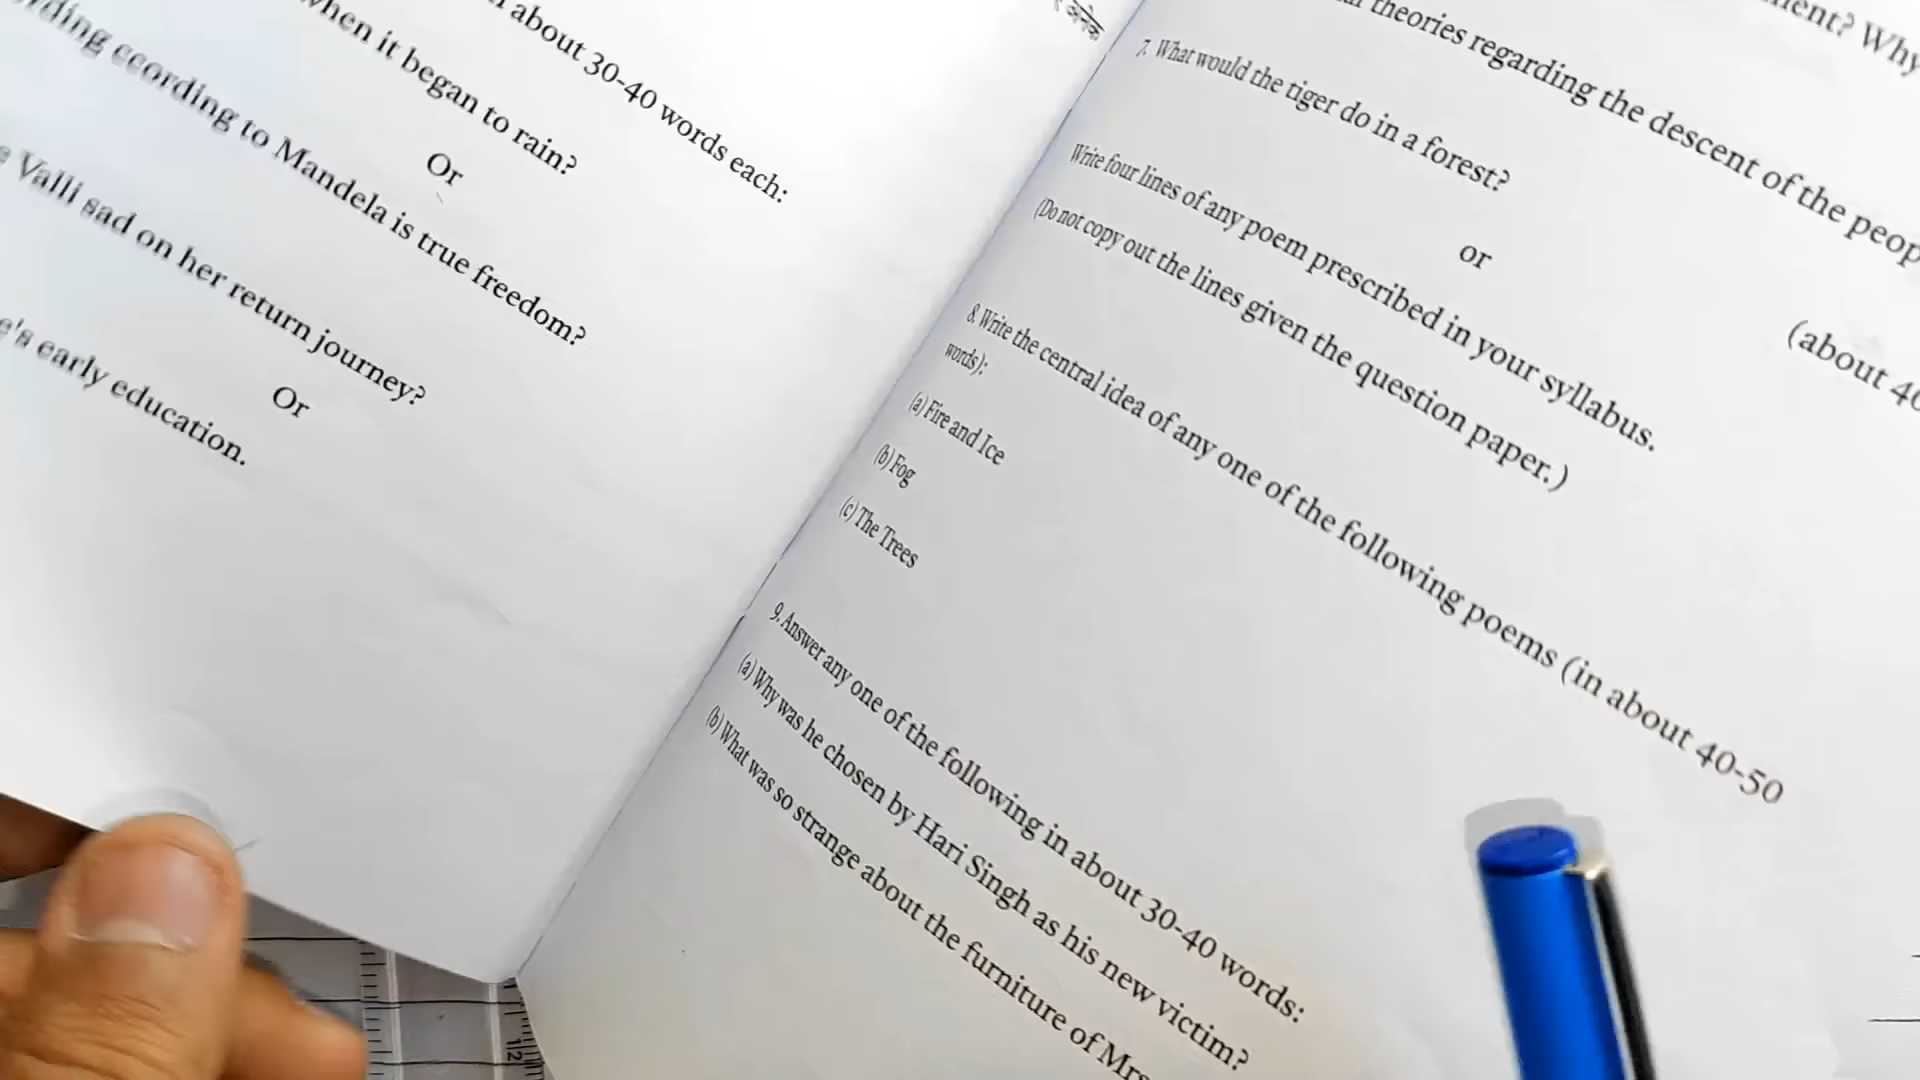 about 30-40 words each:
when it began to rain?
Or
ccording to Mandela is true freedom?
Valli sad on her return journey?
Or
early education.
theories regarding the descent of the peop
7. What would the tiger do in a forest?
or
Write four lines of any poem prescribed in your syllabus.
(Do not copy out the lines given the question paper.)
(about 40
8. Write the central idea of any one of the following poems (in about 40-50
words):
(a) Fire and Ice
(b) Fog
(c) The Trees
9. Answer any one of the following in about 30-40 words:
(a) Why was he chosen by Hari Singh as his new victim?
(b) What was so strange about the furniture of Mrs
1/2